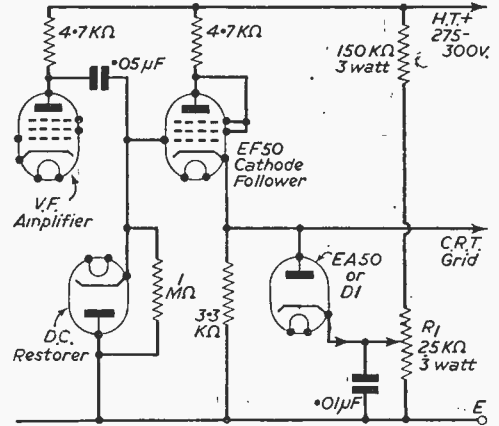 4·7KΩ
·05µF
4·7KΩ
H.T.+
275-
300V.
150KΩ
3 watt
EF50
Cathode
Follower
V.F.
Amplifier
EA50
or
D1
C.R.T.
Grid
D.C.
Restorer
1
MΩ
3·3
KΩ
R1
25KΩ
3 watt
·01µF
E